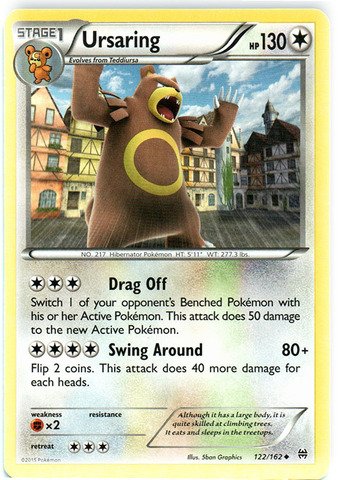 STAGE1
Ursaring
HP 130
Evolves from Teddiursa
NO. 217 Hibernator Pokémon HT: 5'11" WT: 277.3 lbs.
Drag Off
Switch 1 of your opponent's Benched Pokémon with
his or her Active Pokémon. This attack does 50 damage
to the new Active Pokémon.
Swing Around 80+
Flip 2 coins. This attack does 40 more damage for
each heads.
weakness resistance
×2
retreat
Although it has a large body, it is
quite skilled at climbing trees.
It eats and sleeps in the treetops.
©2015 Pokémon
Illus. 5ban Graphics
122/162